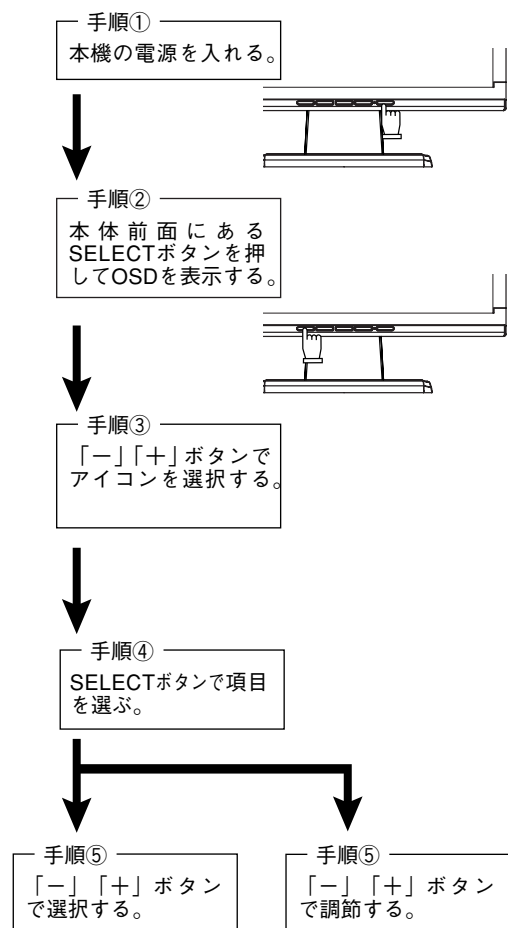 手順①
本機の電源を入れる。
手順②
本体前面にある
SELECTボタンを押
してOSDを表示する。
手順③
「－」「＋」ボタンで
アイコンを選択する。
手順④
SELECTボタンで項目
を選ぶ。
手順⑤
「－」「＋」ボタン
で選択する。
手順⑤
「－」「＋」ボタン
で調節する。